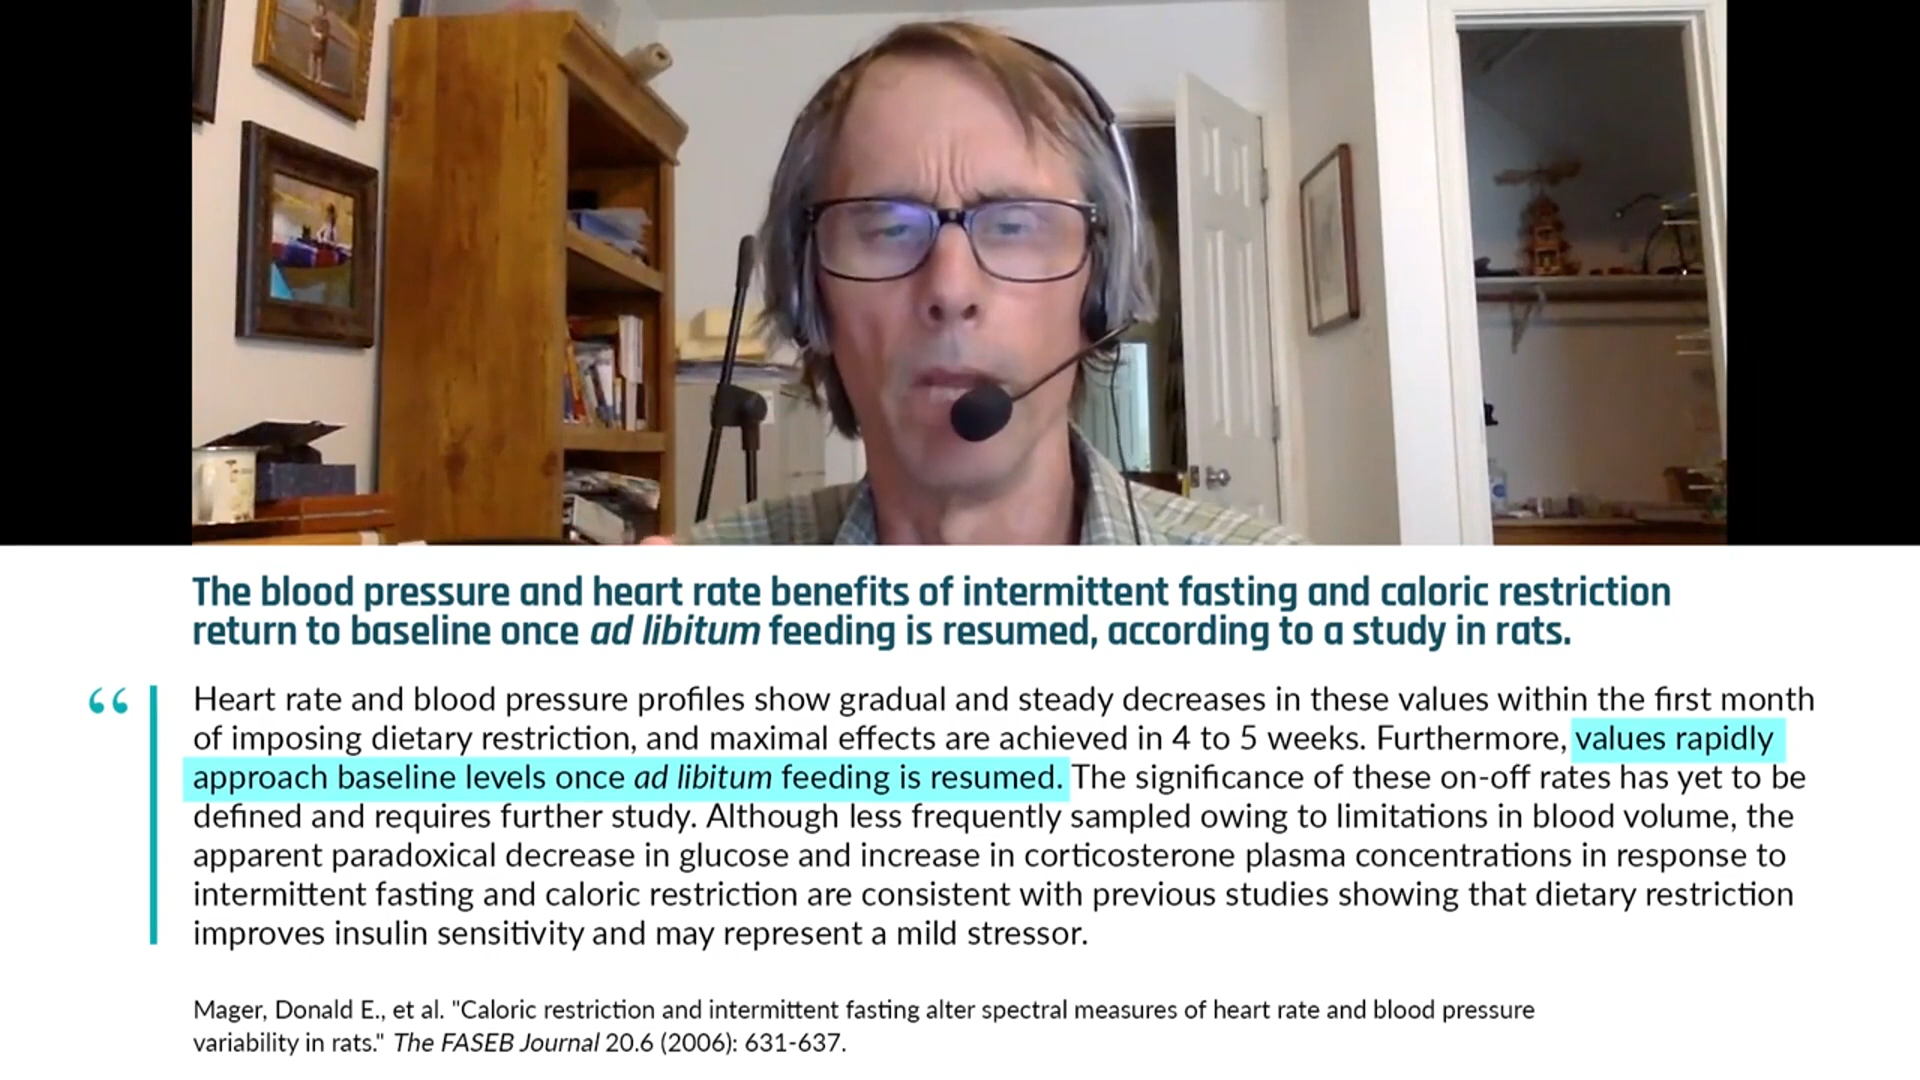 The blood pressure and heart rate benefits of intermittent fasting and caloric restriction
return to baseline once ad libitum feeding is resumed, according to a study in rats.
“ Heart rate and blood pressure profiles show gradual and steady decreases in these values within the first month
of imposing dietary restriction, and maximal effects are achieved in 4 to 5 weeks. Furthermore, values rapidly
approach baseline levels once ad libitum feeding is resumed. The significance of these on-off rates has yet to be
defined and requires further study. Although less frequently sampled owing to limitations in blood volume, the
apparent paradoxical decrease in glucose and increase in corticosterone plasma concentrations in response to
intermittent fasting and caloric restriction are consistent with previous studies showing that dietary restriction
improves insulin sensitivity and may represent a mild stressor.
Mager, Donald E., et al. "Caloric restriction and intermittent fasting alter spectral measures of heart rate and blood pressure
variability in rats." The FASEB Journal 20.6 (2006): 631-637.